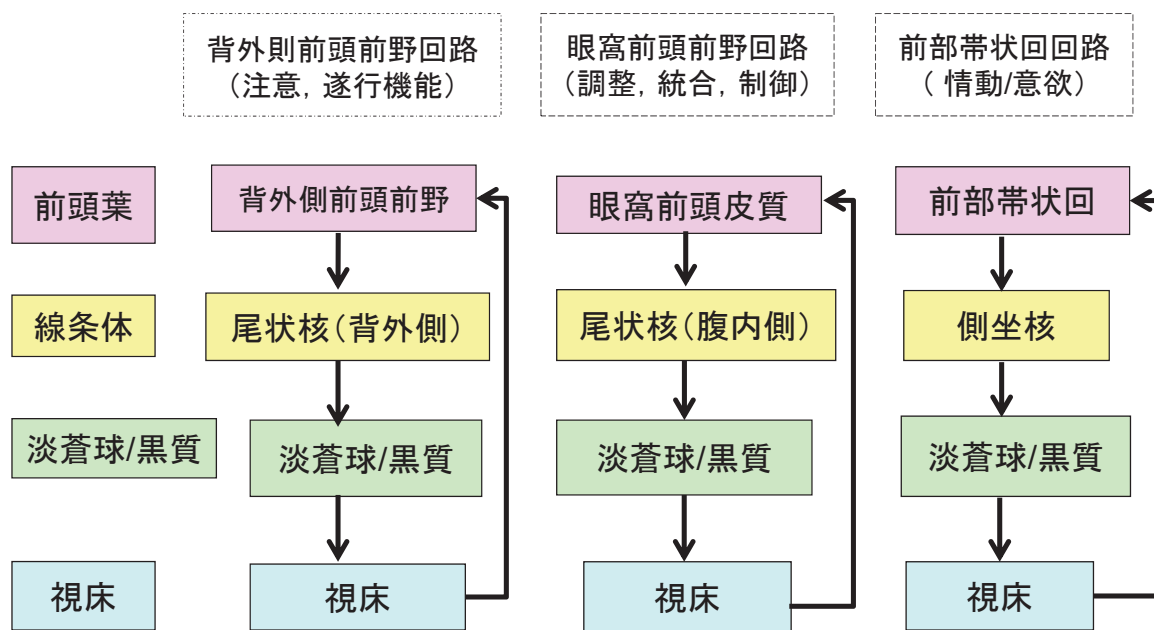 背外則前頭前野回路
(注意, 遂行機能)
眼窩前頭前野回路
(調整, 統合, 制御)
前部帯状回回路
( 情動/意欲)
前頭葉
背外側前頭前野
眼窩前頭皮質
前部帯状回
線条体
尾状核(背外側)
尾状核(腹内側)
側坐核
淡蒼球/黒質
淡蒼球/黒質
淡蒼球/黒質
淡蒼球/黒質
視床
視床
視床
視床